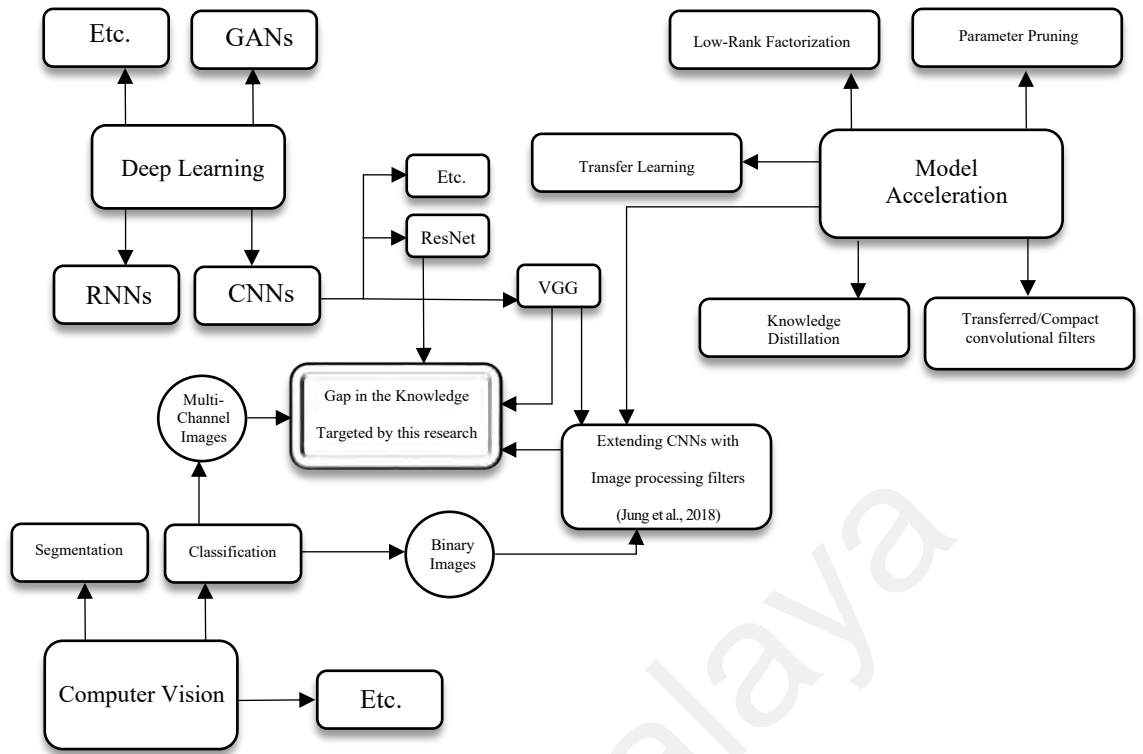 Etc.
GANs
Low-Rank Factorization
Parameter Pruning
Deep Learning
Transfer Learning
Model
Acceleration
Etc.
ResNet
RNNs
CNNs
VGG
Knowledge
Distillation
Transferred/Compact
convolutional filters
Multi-
Channel
Images
Gap in the Knowledge
Targeted by this research
Extending CNNs with
Image processing filters
(Jung et al., 2018)
Segmentation
Classification
Binary
Images
Computer Vision
Etc.
alaya